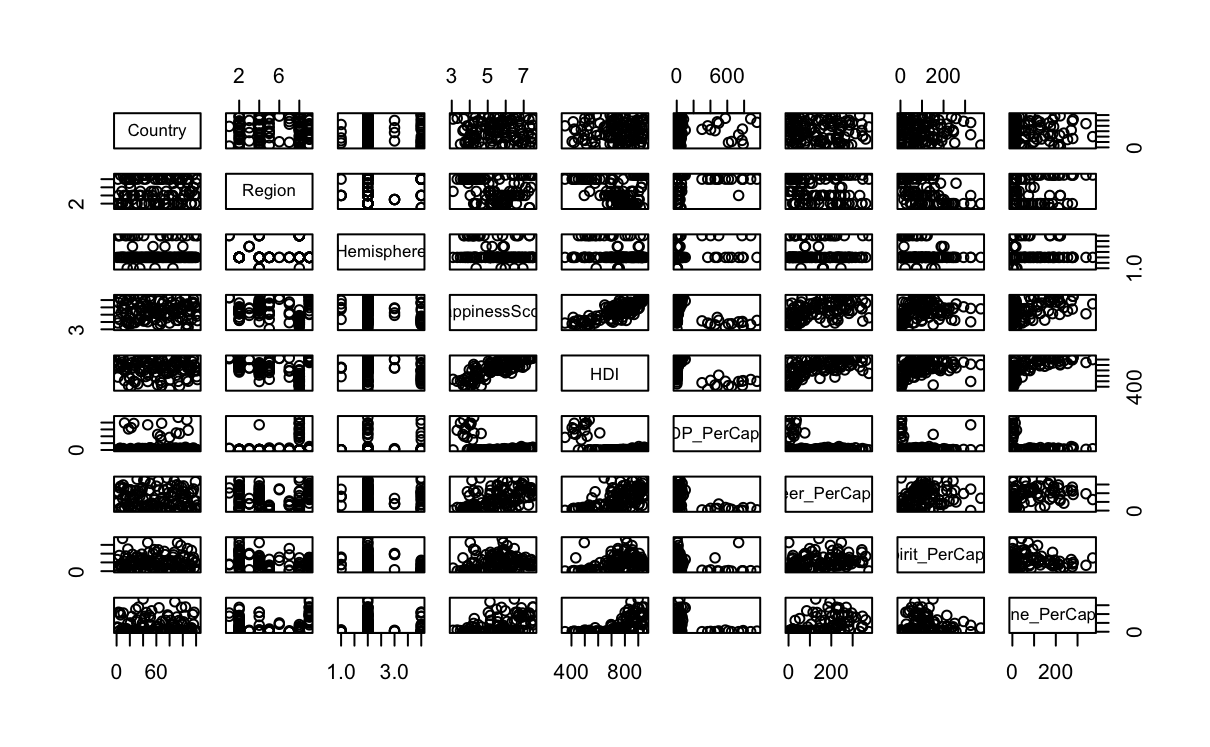 2 6 3 5 7 0 600 0 200
Country 0
2 Region
Hemisphere 1.0
3 ppinessSco
HDI 400
0 DP_PerCap
eer_PerCap 0
0 pirit_PerCap
ne_PerCap 0
0 60 1.0 3.0 400 800 0 200 0 200